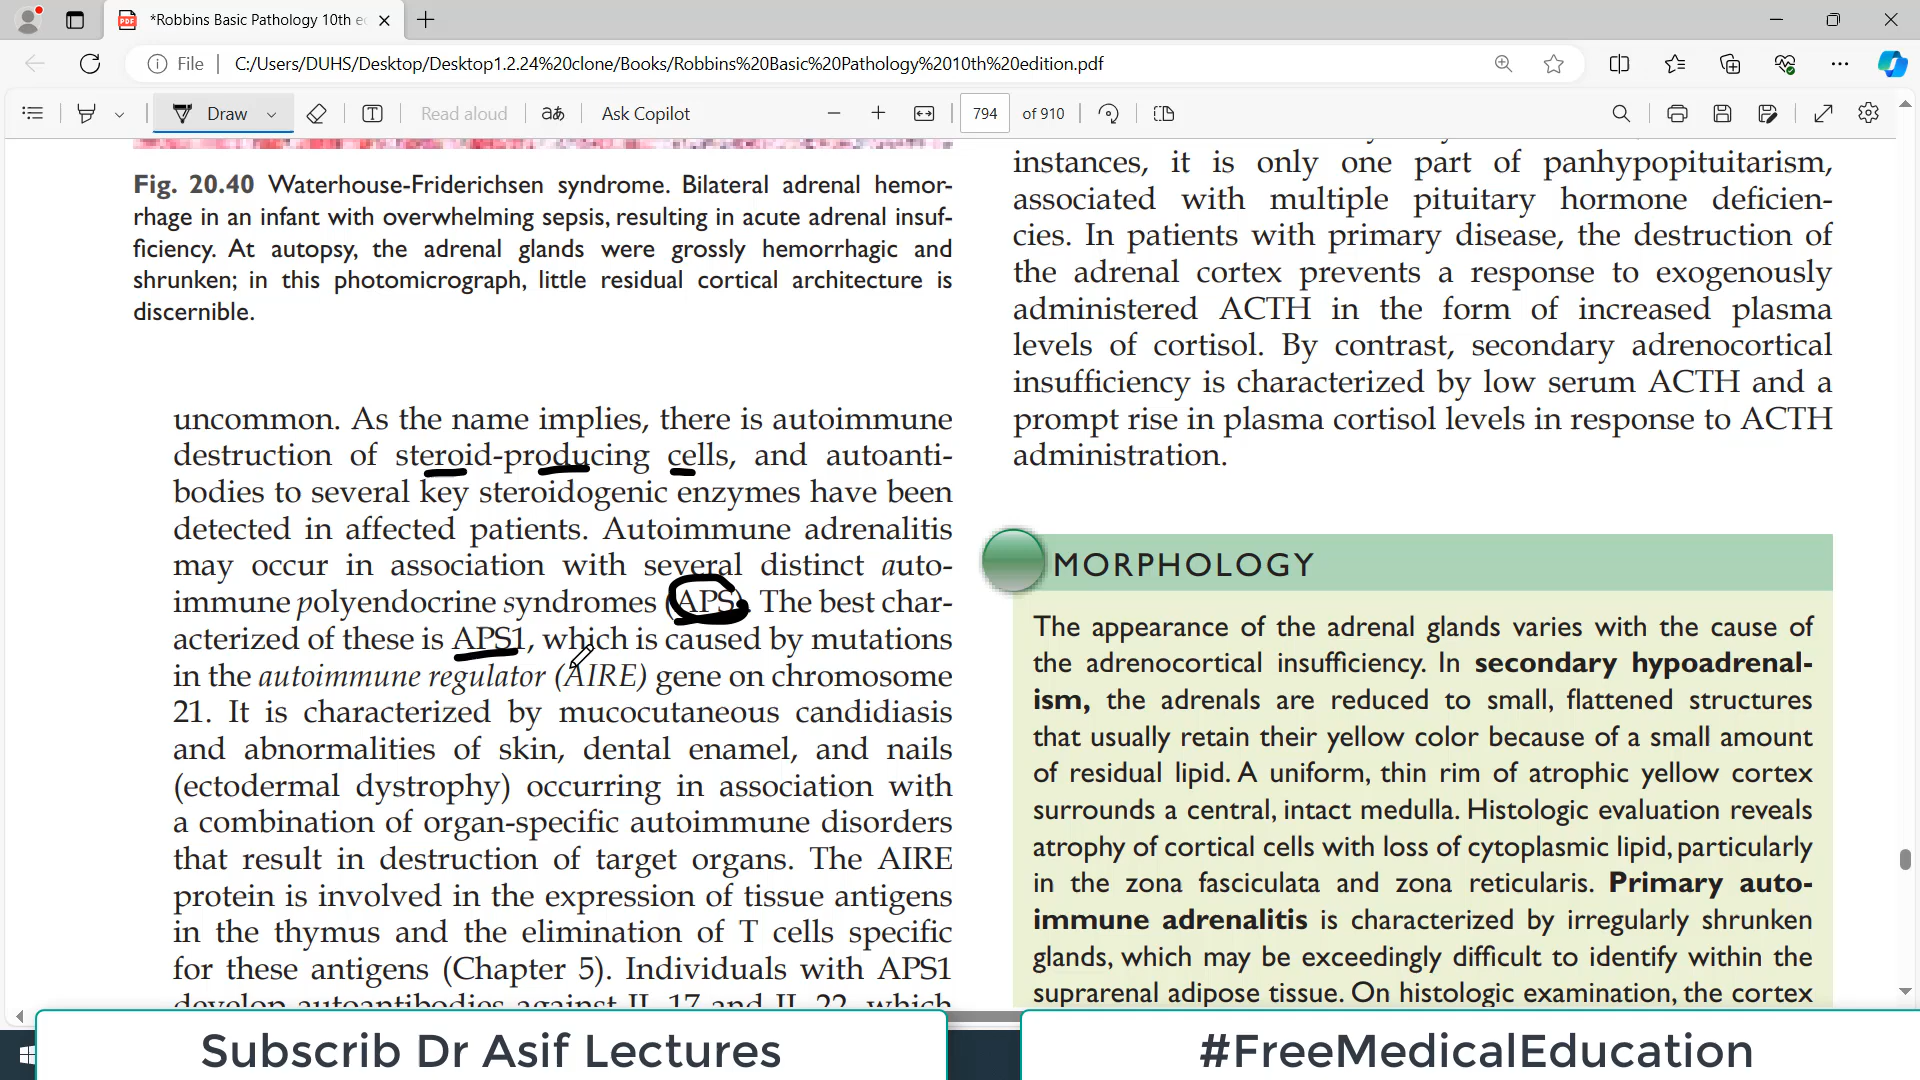 *Robbins Basic Pathology 10th e
File
C:/Users/DUHS/Desktop/Desktop1.2.24%20clone/Books/Robbins%20Basic%20Pathology%2010th%20edition.pdf
Draw
T
Read aloud
aあ
Ask Copilot
794
of 910
Fig. 20.40 Waterhouse-Friderichsen syndrome. Bilateral adrenal hemor-
rhage in an infant with overwhelming sepsis, resulting in acute adrenal insuf-
ficiency. At autopsy, the adrenal glands were grossly hemorrhagic and
shrunken; in this photomicrograph, little residual cortical architecture is
discernible.
uncommon. As the name implies, there is autoimmune
destruction of steroid-producing cells, and autoanti-
bodies to several key steroidogenic enzymes have been
detected in affected patients. Autoimmune adrenalitis
may occur in association with several distinct auto-
immune polyendocrine syndromes (APS). The best char-
acterized of these is APS1, which is caused by mutations
in the autoimmune regulator (AIRE) gene on chromosome
21. It is characterized by mucocutaneous candidiasis
and abnormalities of skin, dental enamel, and nails
(ectodermal dystrophy) occurring in association with
a combination of organ-specific autoimmune disorders
that result in destruction of target organs. The AIRE
protein is involved in the expression of tissue antigens
in the thymus and the elimination of T cells specific
for these antigens (Chapter 5). Individuals with APS1
develop autoantibodies against IL-17 and IL-22, which
instances, it is only one part of panhypopituitarism,
associated with multiple pituitary hormone deficien-
cies. In patients with primary disease, the destruction of
the adrenal cortex prevents a response to exogenously
administered ACTH in the form of increased plasma
levels of cortisol. By contrast, secondary adrenocortical
insufficiency is characterized by low serum ACTH and a
prompt rise in plasma cortisol levels in response to ACTH
administration.
MORPHOLOGY
The appearance of the adrenal glands varies with the cause of
the adrenocortical insufficiency. In secondary hypoadrenal-
ism, the adrenals are reduced to small, flattened structures
that usually retain their yellow color because of a small amount
of residual lipid. A uniform, thin rim of atrophic yellow cortex
surrounds a central, intact medulla. Histologic evaluation reveals
atrophy of cortical cells with loss of cytoplasmic lipid, particularly
in the zona fasciculata and zona reticularis. Primary auto-
immune adrenalitis is characterized by irregularly shrunken
glands, which may be exceedingly difficult to identify within the
suprarenal adipose tissue. On histologic examination, the cortex
Subscrib Dr Asif Lectures
#FreeMedicalEducation